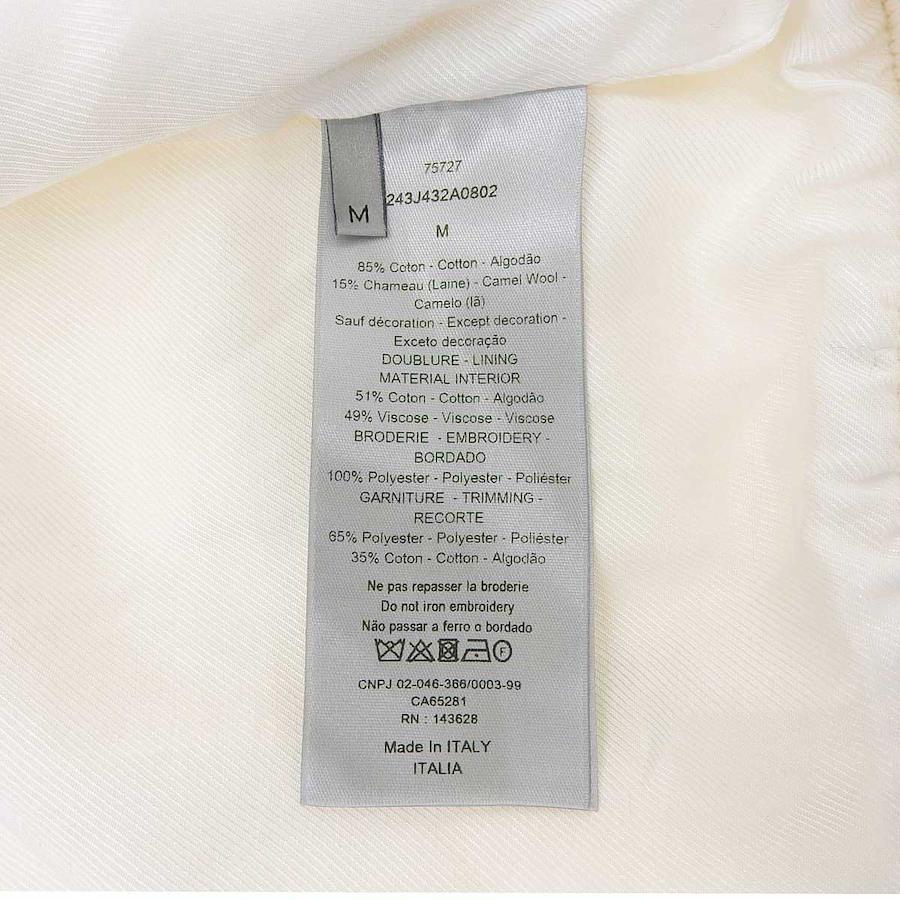 75727
243J432A0802
M
M
85% Coton - Cotton - Algodão
15% Chameau (Laine) - Camel Wool -
Camelo (lã)
Sauf décoration - Except decoration -
Exceto decoração
DOUBLURE - LINING
MATERIAL INTERIOR
51% Coton - Cotton - Algodão
49% Viscose - Viscose - Viscose
BRODERIE - EMBROIDERY -
BORDADO
100% Polyester - Polyester - Poliéster
GARNITURE - TRIMMING -
RECORTE
65% Polyester - Polyester - Poliéster
35% Coton - Cotton - Algodão
Ne pas repasser la broderie
Do not iron embroidery
Não passar a ferro o bordado
F
CNPJ 02-046-366/0003-99
CA65281
RN : 143628
Made In ITALY
ITALIA